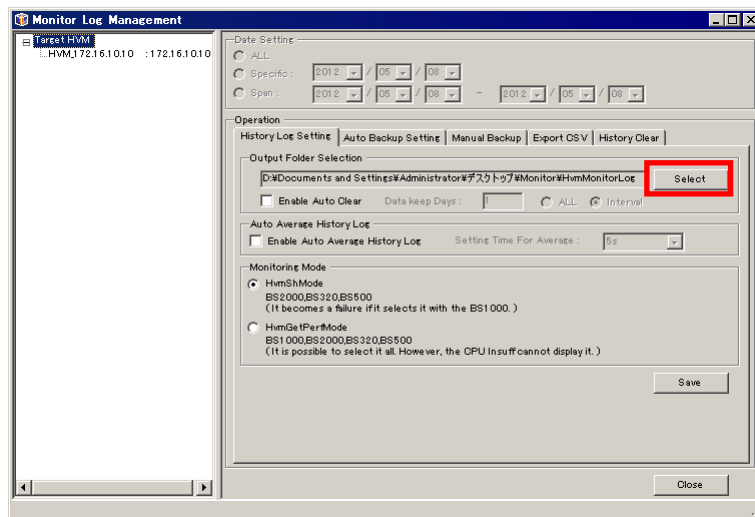 Monitor Log Management
Target HVM
HVM_172.16.10.10 : 172.16.10.10
Date Setting
ALL
Specific : 2012 / 05 / 08
Span : 2012 / 05 / 08 - 2012 / 05 / 08
Operation
History Log Setting Auto Backup Setting Manual Backup Export CSV History Clear
Output Folder Selection
D:¥Documents and Settings¥Administrator¥デスクトップ¥Monitor¥HvmMonitorLog Select
Enable Auto Clear Data keep Days : 1 ALL Interval
Auto Average History Log
Enable Auto Average History Log Setting Time For Average : 5s
Monitoring Mode
HvmShMode
BS2000,BS320,BS500
(It becomes a failure if it selects it with the BS1000. )
HvmGetPerfMode
BS1000,BS2000,BS320,BS500
(It is possible to select it all. However, the CPU Insuff cannot display it. )
Save
Close